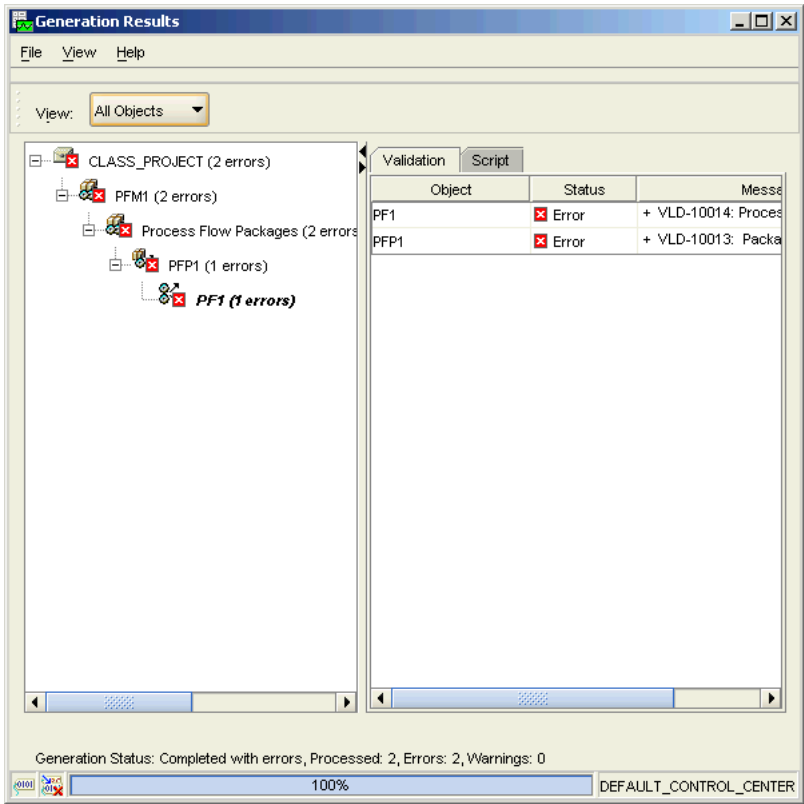 Generation Results
File View Help
View: All Objects
CLASS_PROJECT (2 errors)
PFM1 (2 errors)
Process Flow Packages (2 errors
PFP1 (1 errors)
PF1 (1 errors)
Validation Script
Object Status Messa
PF1 Error + VLD-10014: Proces
PFP1 Error + VLD-10013: Packa
Generation Status: Completed with errors, Processed: 2, Errors: 2, Warnings: 0
100% DEFAULT_CONTROL_CENTER